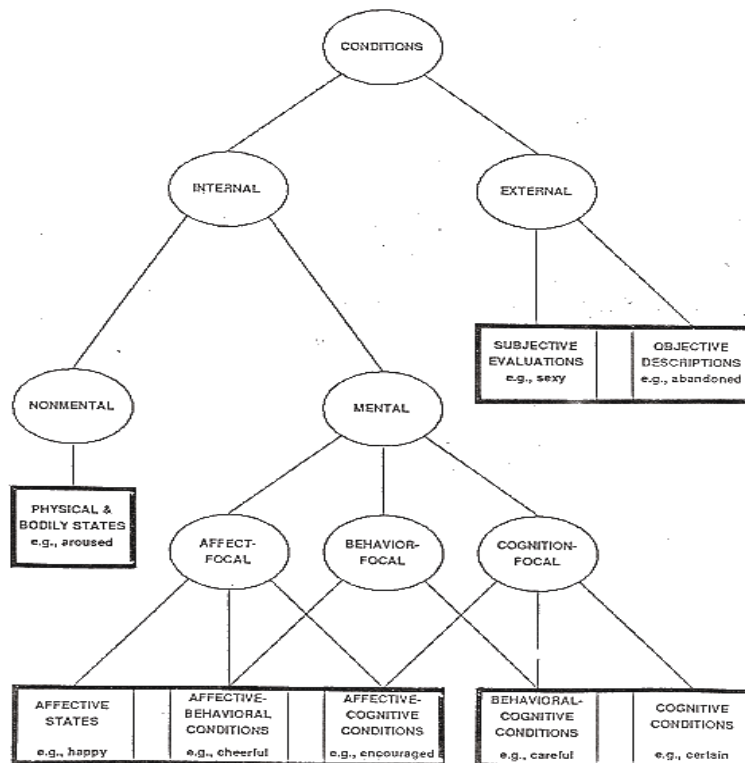 CONDITIONS
INTERNAL
EXTERNAL
SUBJECTIVE
EVALUATIONS
e.g., sexy
OBJECTIVE
DESCRIPTIONS
e.g., abandoned
NONMENTAL
MENTAL
PHYSICAL &
BODILY STATES
e.g., aroused
AFFECT-
FOCAL
BEHAVIOR-
FOCAL
COGNITION-
FOCAL
AFFECTIVE
STATES
e.g., happy
AFFECTIVE-
BEHAVIORAL
CONDITIONS
e.g., cheerful
AFFECTIVE-
COGNITIVE
CONDITIONS
e.g., encouraged
BEHAVIORAL-
COGNITIVE
CONDITIONS
e.g., careful
COGNITIVE
CONDITIONS
e.g., certain